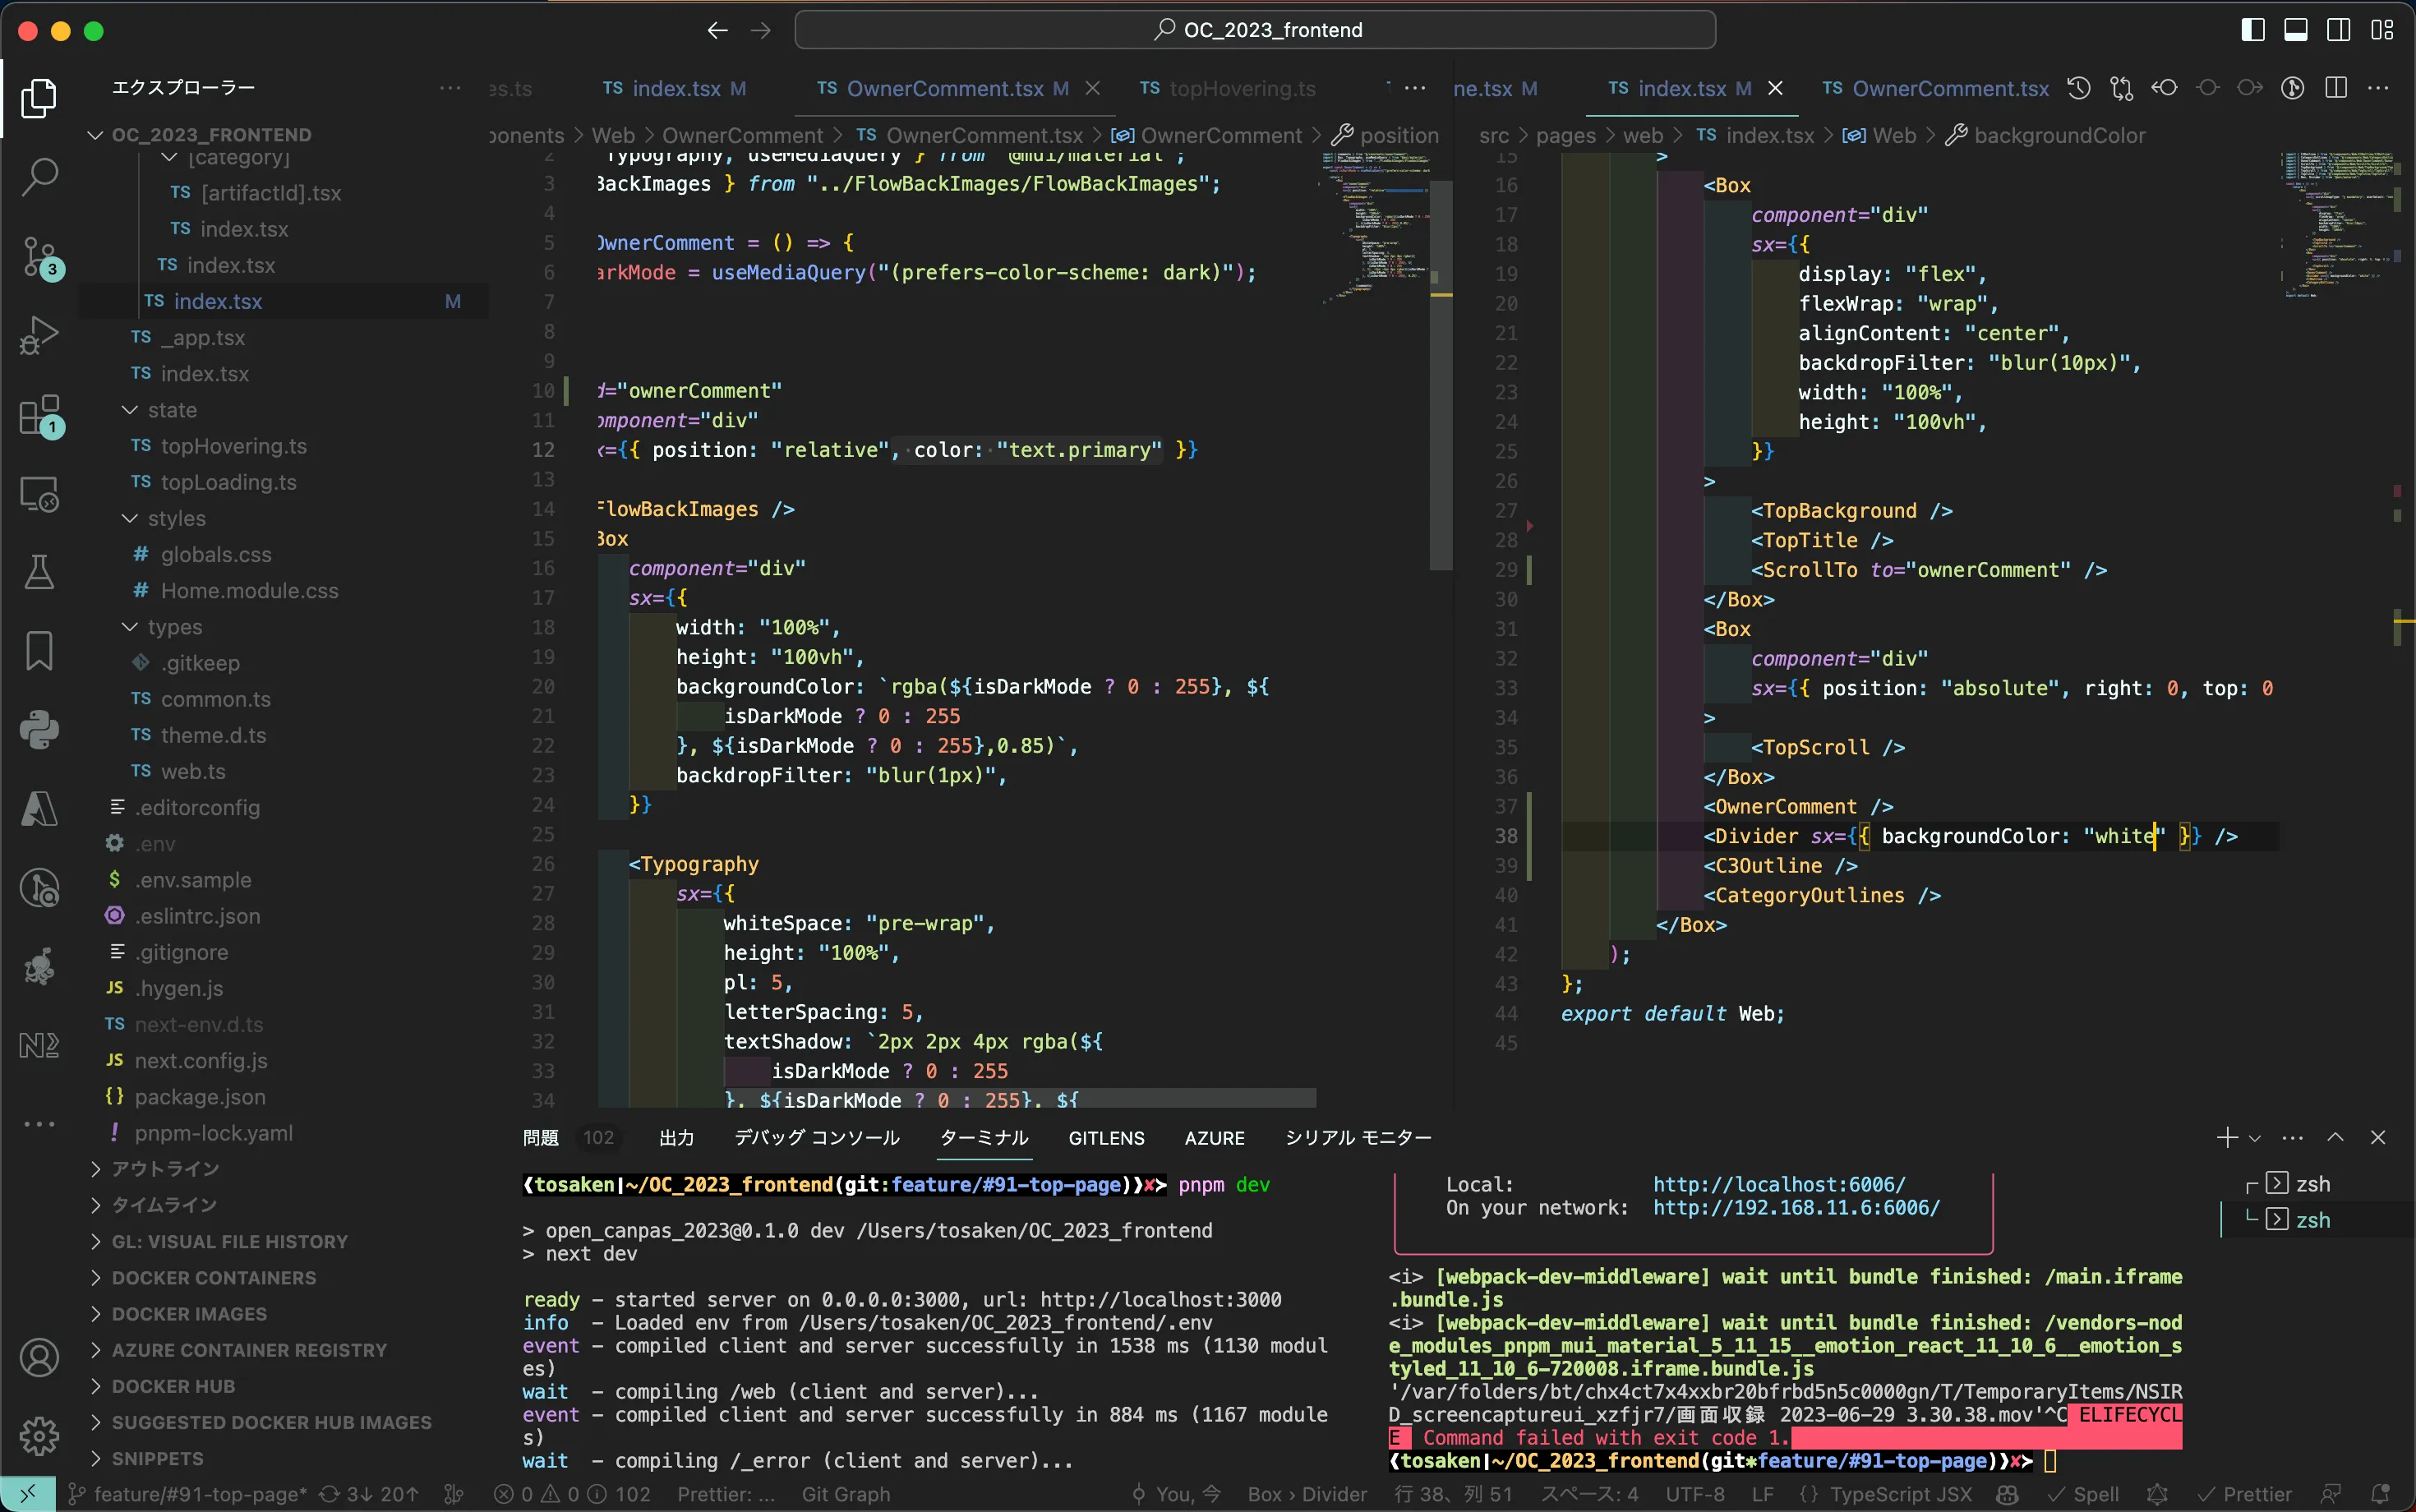 OC_2023_frontend
エクスプローラー
es.ts
TS index.tsx M
TS OwnerComment.tsx M
TS topHovering.ts
ne.tsx M
TS index.tsx M
TS OwnerComment.tsx
ponents > Web > OwnerComment > TS OwnerComment.tsx > OwnerComment > position
src > pages > web > TS index.tsx > Web > backgroundColor
OC_2023_FRONTEND
[category]
TS [artifactId].tsx
TS index.tsx
TS index.tsx
TS index.tsx M
TS _app.tsx
TS index.tsx
state
TS topHovering.ts
TS topLoading.ts
styles
# globals.css
# Home.module.css
types
.gitkeep
TS common.ts
TS theme.d.ts
TS web.ts
.editorconfig
.env
$ .env.sample
.eslintrc.json
.gitignore
JS .hygen.js
TS next-env.d.ts
JS next.config.js
{} package.json
! pnpm-lock.yaml
アウトライン
タイムライン
GL: VISUAL FILE HISTORY
DOCKER CONTAINERS
DOCKER IMAGES
AZURE CONTAINER REGISTRY
DOCKER HUB
SUGGESTED DOCKER HUB IMAGES
SNIPPETS
3
1
2 Typography, useMediaQuery } from "@mui/material";
3 BackImages } from "../FlowBackImages/FlowBackImages";
4
5 OwnerComment = () => {
6 arkMode = useMediaQuery("(prefers-color-scheme: dark)");
7
8
9
10 d="ownerComment"
11 omponent="div"
12 x={{ position: "relative", color: "text.primary" }}
13
14 FlowBackImages />
15 Box
16 component="div"
17 sx={{
18 width: "100%",
19 height: "100vh",
20 backgroundColor: `rgba(${isDarkMode ? 0 : 255}, ${
21 isDarkMode ? 0 : 255
22 }, ${isDarkMode ? 0 : 255},0.85)`,
23 backdropFilter: "blur(1px)",
24 }}
25
26 <Typography
27 sx={{
28 whiteSpace: "pre-wrap",
29 height: "100%",
30 pl: 5,
31 letterSpacing: 5,
32 textShadow: `2px 2px 4px rgba(${
33 isDarkMode ? 0 : 255
34 }, ${isDarkMode ? 0 : 255}, ${
15 >
16 <Box
17 component="div"
18 sx={{
19 display: "flex",
20 flexWrap: "wrap",
21 alignContent: "center",
22 backdropFilter: "blur(10px)",
23 width: "100%",
24 height: "100vh",
25 }}
26 >
27 <TopBackground />
28 <TopTitle />
29 <ScrollTo to="ownerComment" />
30 </Box>
31 <Box
32 component="div"
33 sx={{ position: "absolute", right: 0, top: 0
34 >
35 <TopScroll />
36 </Box>
37 <OwnerComment />
38 <Divider sx={{ backgroundColor: "white" }} />
39 <C3Outline />
40 <CategoryOutlines />
41 </Box>
42 );
43 };
44 export default Web;
45
問題 102 出力 デバッグ コンソール ターミナル GITLENS AZURE シリアル モニター
❰tosaken|~/OC_2023_frontend(git:feature/#91-top-page)❱✘≻ pnpm dev
> open_canpas_2023@0.1.0 dev /Users/tosaken/OC_2023_frontend
> next dev
ready - started server on 0.0.0.0:3000, url: http://localhost:3000
info - Loaded env from /Users/tosaken/OC_2023_frontend/.env
event - compiled client and server successfully in 1538 ms (1130 modul
es)
wait - compiling /web (client and server)...
event - compiled client and server successfully in 884 ms (1167 module
s)
wait - compiling /_error (client and server)...
Local: http://localhost:6006/
On your network: http://192.168.11.6:6006/
<i> [webpack-dev-middleware] wait until bundle finished: /main.iframe
.bundle.js
<i> [webpack-dev-middleware] wait until bundle finished: /vendors-nod
e_modules_pnpm_mui_material_5_11_15__emotion_react_11_10_6__emotion_s
tyled_11_10_6-720008.iframe.bundle.js
'/var/folders/bt/chx4ct7x4xxbr20bfrbd5n5c0000gn/T/TemporaryItems/NSIR
D_screencaptureui_xzfjr7/画面収録 2023-06-29 3.30.38.mov'^C ELIFECYCL
E Command failed with exit code 1.
❰tosaken|~/OC_2023_frontend(git*feature/#91-top-page)❱✘≻
zsh
zsh
feature/#91-top-page* 3↓ 20↑ 0 0 102 Prettier: ... Git Graph You, 今 Box › Divider 行 38、列 51 スペース: 4 UTF-8 LF {} TypeScript JSX Spell Prettier